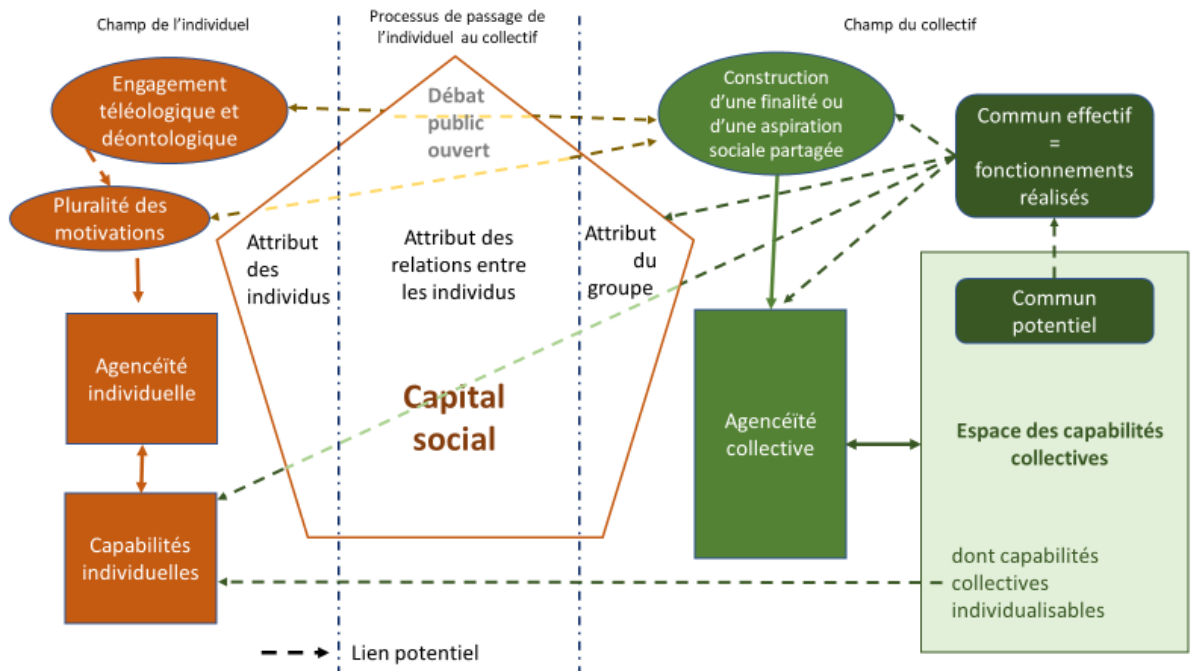 Champ de l'individuel
Processus de passage de
l'individuel au collectif
Champ du collectif
Engagement
téléologique et
déontologique
Débat
public
ouvert
Construction
d'une finalité ou
d'une aspiration
sociale partagée
Commun effectif
=
fonctionnements
réalisés
Pluralité des
motivations
Attribut
des
individus
Attribut des
relations entre
les individus
Attribut
du
groupe
Commun
potentiel
Agencéïté
individuelle
Capital
social
Agencéïté
collective
Espace des capabilités
collectives
Capabilités
individuelles
dont capabilités
collectives
individualisables
Lien potentiel